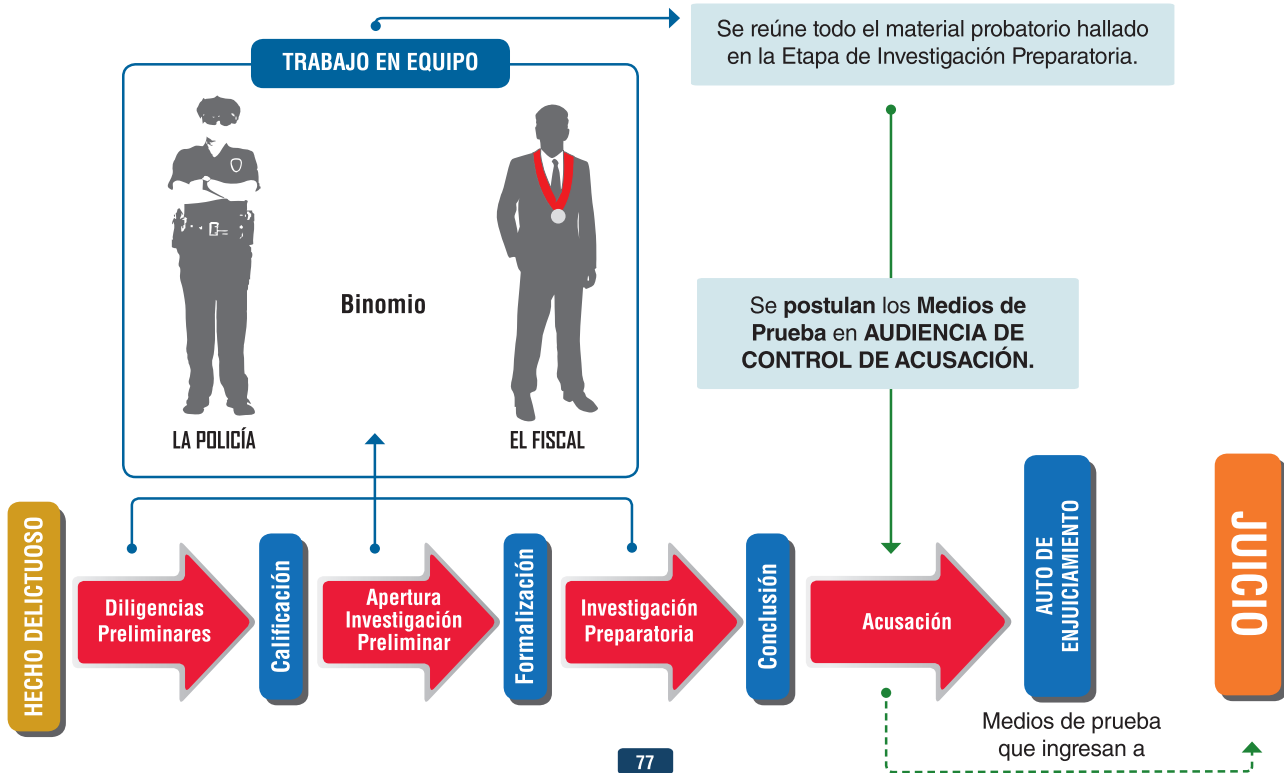 TRABAJO EN EQUIPO
Se reúne todo el material probatorio hallado
en la Etapa de Investigación Preparatoria.
Binomio
LA POLICÍA
EL FISCAL
Se postulan los Medios de
Prueba en AUDIENCIA DE
CONTROL DE ACUSACIÓN.
HECHO DELICTUOSO
Diligencias
Preliminares
Calificación
Apertura
Investigación
Preliminar
Formalización
Investigación
Preparatoria
Conclusión
Acusación
AUTO DE
ENJUICIAMIENTO
JUICIO
Medios de prueba
que ingresan a
77